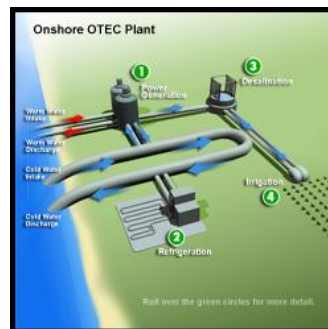 Onshore OTEC Plant
1
Power
Generation
3
Desalination
Warm Water
Intake
Warm Water
Discharge
Cold Water
Intake
Cold Water
Discharge
Irrigation
4
2
Refrigeration
Roll over the green circles for more detail.